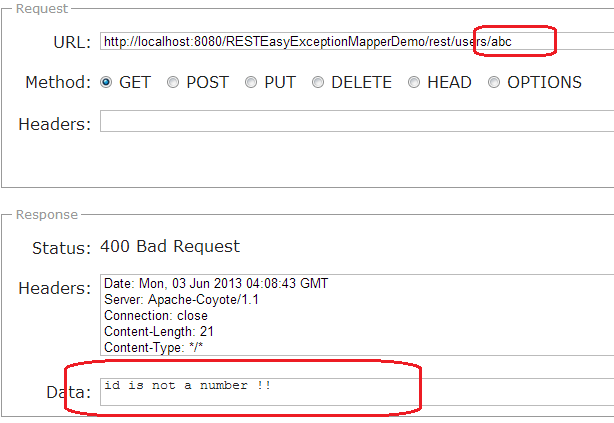 Request
URL: http://localhost:8080/RESTEasyExceptionMapperDemo/rest/users/abc
Method: GET POST PUT DELETE HEAD OPTIONS
Headers:
Response
Status: 400 Bad Request
Headers: Date: Mon, 03 Jun 2013 04:08:43 GMT
Server: Apache-Coyote/1.1
Connection: close
Content-Length: 21
Content-Type: */*
Data: id is not a number !!